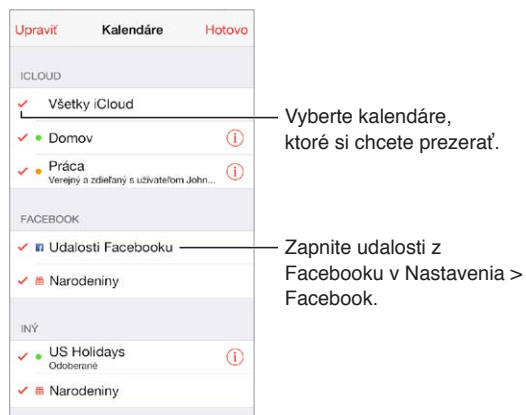 Upraviť Kalendáre Hotovo
ICLOUD
Všetky iCloud
Domov
Práca
Verejný a zdieľaný s užívateľom John...
FACEBOOK
Udalosti Facebooku
Narodeniny
INÝ
US Holidays
Odoberané
Narodeniny
Vyberte kalendáre,
ktoré si chcete prezerať.
Zapnite udalosti z
Facebooku v Nastavenia >
Facebook.